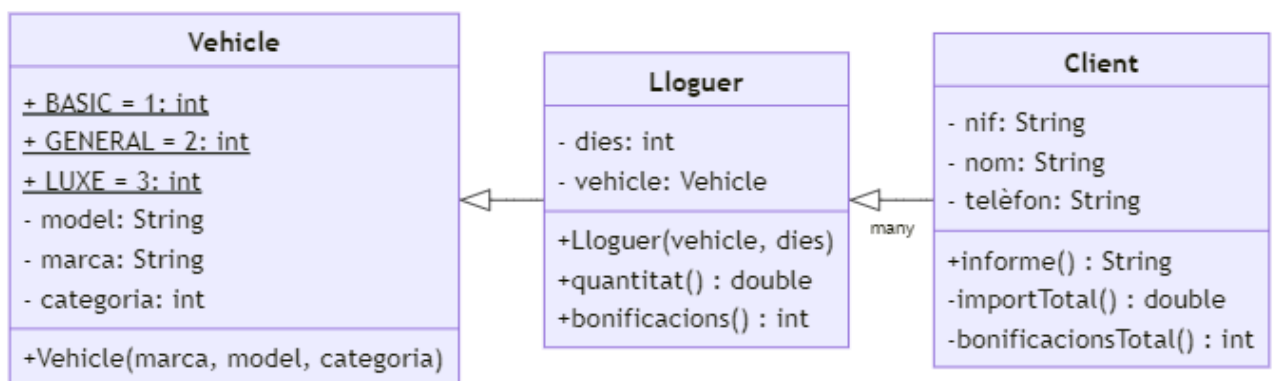 Vehicle
+ BASIC = 1: int
+ GENERAL = 2: int
+ LUXE = 3: int
- model: String
- marca: String
- categoria: int
+Vehicle(marca, model, categoria)
Lloguer
- dies: int
- vehicle: Vehicle
+Lloguer(vehicle, dies)
+quantitat() : double
+bonificacions() : int
many
Client
- nif: String
- nom: String
- telèfon: String
+informe() : String
-importTotal() : double
-bonificacionsTotal() : int